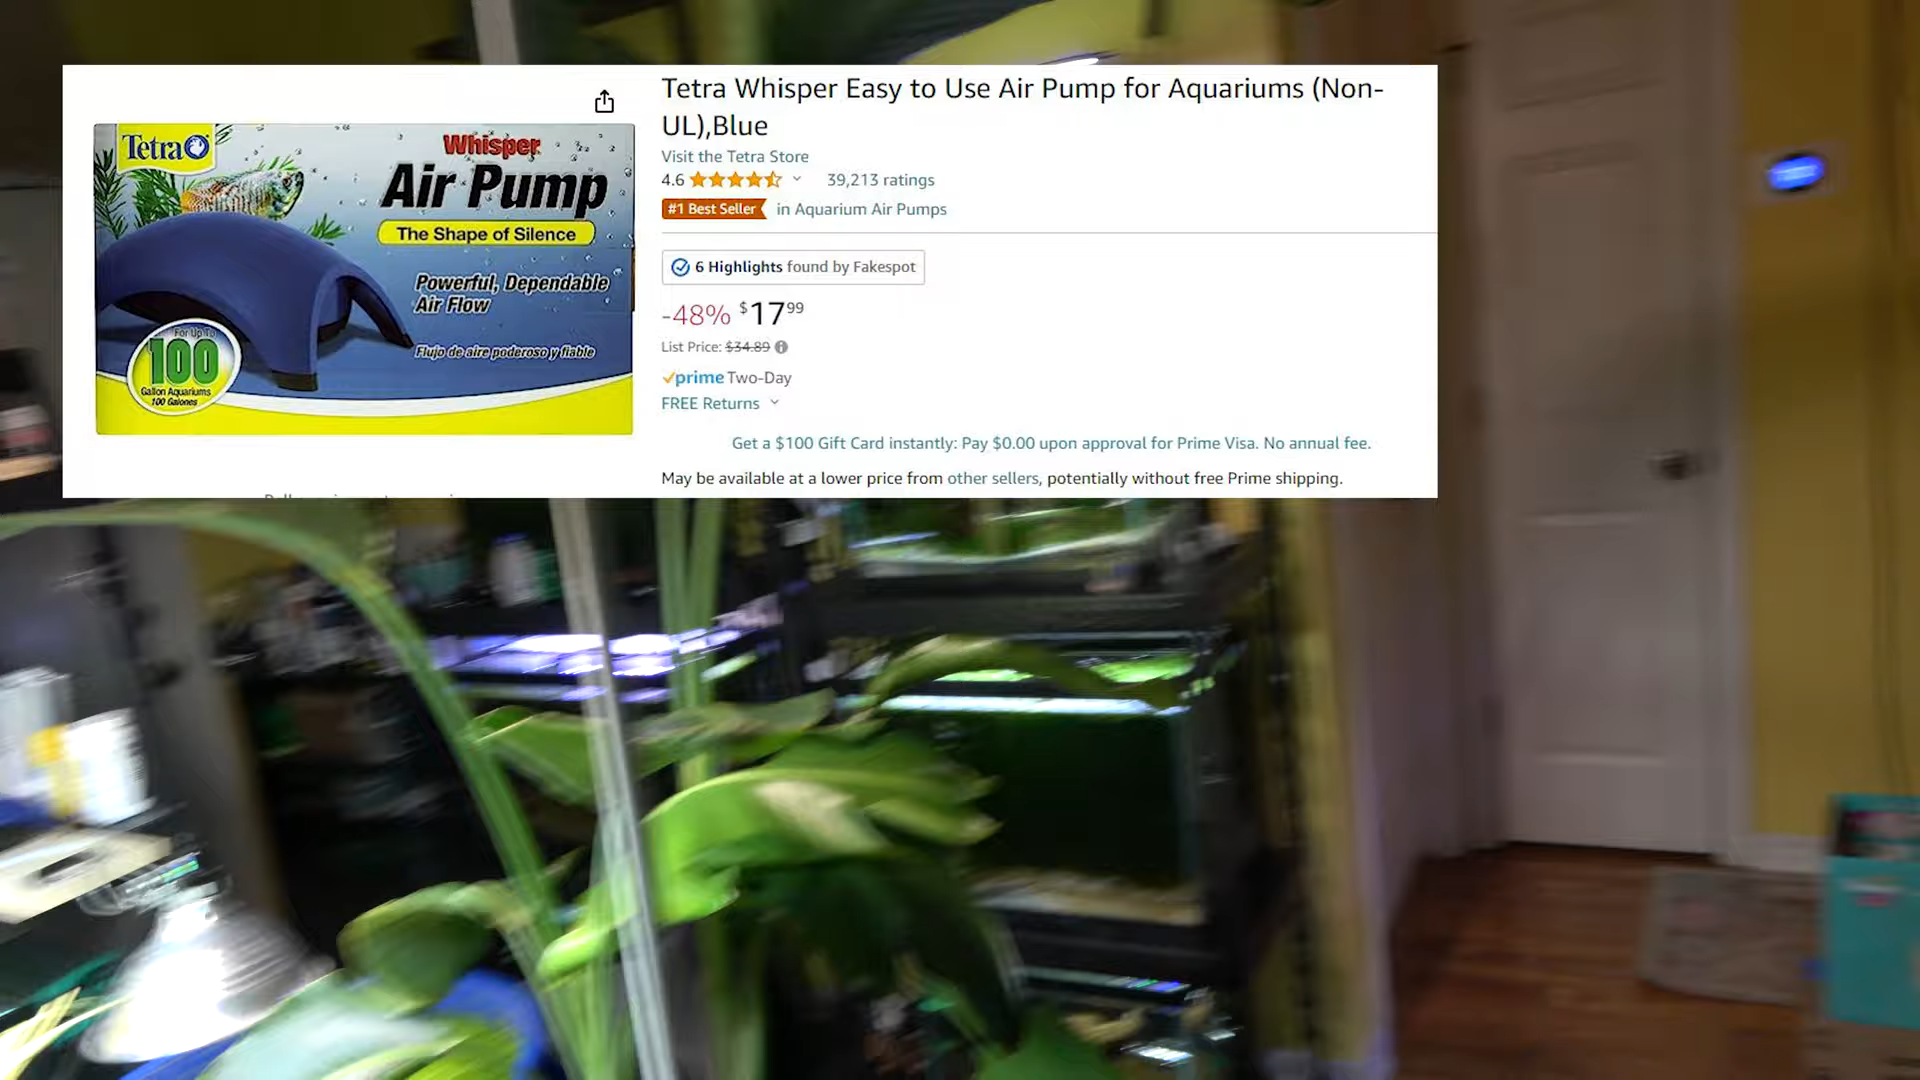 Tetra
Whisper
Air Pump
The Shape of Silence
Powerful, Dependable
Air Flow
Flujo de aire poderoso y fiable
For Up To
100
Gallon Aquariums
100 Galones
Tetra Whisper Easy to Use Air Pump for Aquariums (Non-
UL),Blue
Visit the Tetra Store
4.6 39,213 ratings
#1 Best Seller in Aquarium Air Pumps
6 Highlights found by Fakespot
-48% $17 99
List Price: $34.89
prime Two-Day
FREE Returns
Get a $100 Gift Card instantly: Pay $0.00 upon approval for Prime Visa. No annual fee.
May be available at a lower price from other sellers, potentially without free Prime shipping.